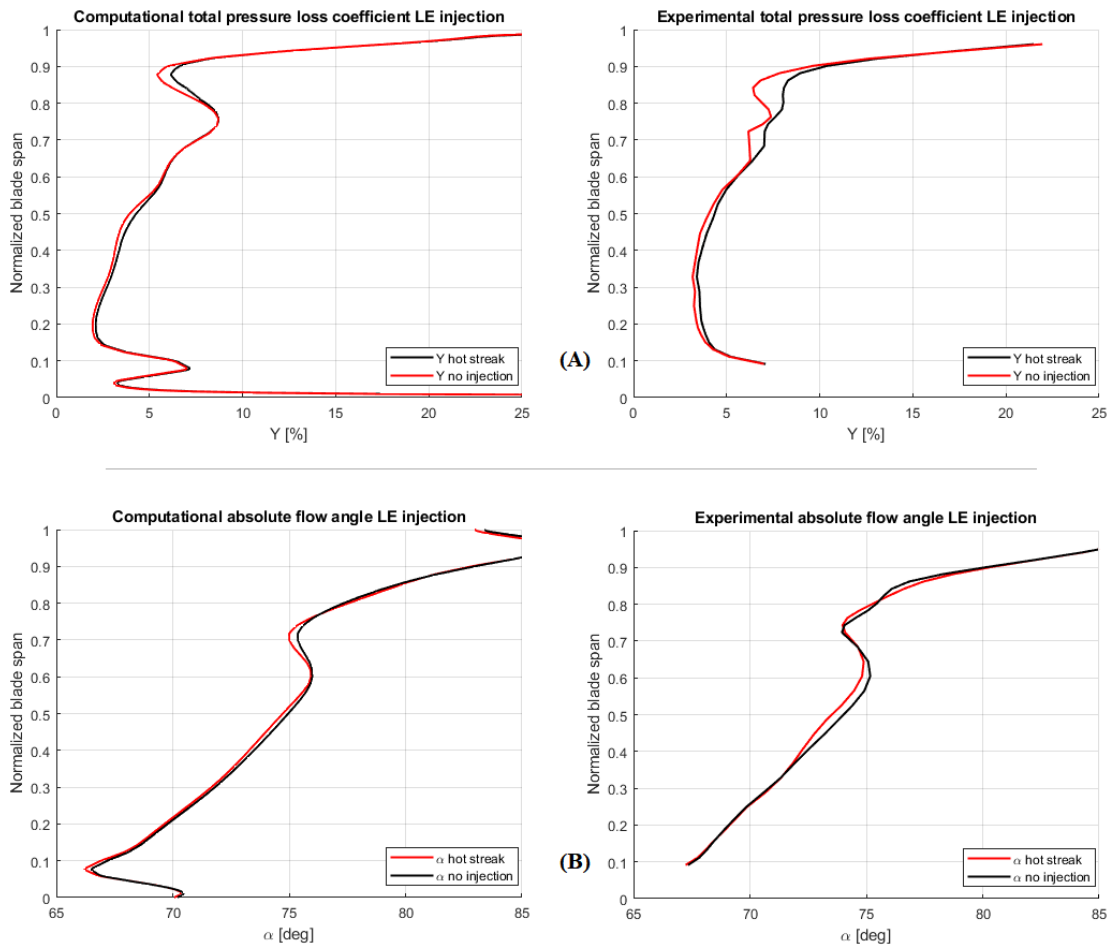 Computational total pressure loss coefficient LE injection
1
0.9
0.8
0.7
0.6
0.5
0.4
0.3
0.2
0.1
0
Normalized blade span
Y hot streak
Y no injection
0 5 10 15 20 25
Y [%]
Experimental total pressure loss coefficient LE injection
1
0.9
0.8
0.7
0.6
0.5
0.4
0.3
0.2
0.1
0
Normalized blade span
Y hot streak
Y no injection
0 5 10 15 20 25
Y [%]
(A)
Computational absolute flow angle LE injection
1
0.9
0.8
0.7
0.6
0.5
0.4
0.3
0.2
0.1
0
Normalized blade span
α hot streak
α no injection
65 70 75 80 85
α [deg]
Experimental absolute flow angle LE injection
1
0.9
0.8
0.7
0.6
0.5
0.4
0.3
0.2
0.1
0
Normalized blade span
α hot streak
α no injection
65 70 75 80 85
α [deg]
(B)